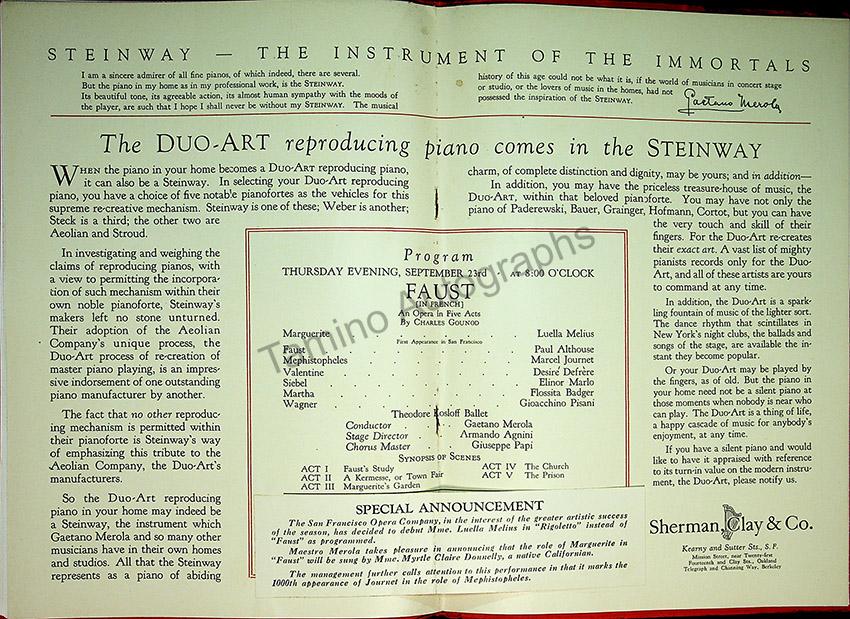 STEINWAY — THE INSTRUMENT OF THE IMMORTALS
I am a sincere admirer of all fine pianos, of which indeed, there are several.
But the piano in my home as in my professional work, is the STEINWAY.
Its beautiful tone, its agreeable action, its almost human sympathy with the moods of
the player, are such that I hope I shall never be without my STEINWAY. The musical
history of this age could not be what it is, if the world of musicians in concert stage
or studio, or the lovers of music in the homes, had not
possessed the inspiration of the STEINWAY.
Gaetano Merola
The DUO-ART reproducing piano comes in the STEINWAY
WHEN the piano in your home becomes a DUO-ART reproducing piano,
it can also be a Steinway. In selecting your Duo-Art reproducing
piano, you have a choice of five notable pianofortes as the vehicles for this
supreme re-creative mechanism. Steinway is one of these; Weber is another;
Steck is a third; the other two are
Aeolian and Stroud.
In investigating and weighing the
claims of reproducing pianos, with
a view to permitting the incorpora-
tion of such mechanism within their
own noble pianoforte, Steinway's
makers left no stone unturned.
Their adoption of the Aeolian
Company's unique process, the
Duo-Art process of re-creation of
master piano playing, is an impres-
sive indorsement of one outstanding
piano manufacturer by another.
The fact that no other reproduc-
ing mechanism is permitted within
their pianoforte is Steinway's way
of emphasizing this tribute to the
Aeolian Company, the Duo-Art's
manufacturers.
So the Duo-Art reproducing
piano in your home may indeed be
a Steinway, the instrument which
Gaetano Merola and so many other
musicians have in their own homes
and studios. All that the Steinway
represents as a piano of abiding
charm, of complete distinction and dignity, may be yours; and in addition—
In addition, you may have the priceless treasure-house of music, the
DUO-ART, within that beloved pianoforte. You may have not only the
piano of Paderewski, Bauer, Grainger, Hofmann, Cortot, but you can have
the very touch and skill of their
fingers. For the Duo-Art re-creates
their exact art. A vast list of mighty
pianists records only for the Duo-
Art, and all of these artists are yours
to command at any time.
In addition, the Duo-Art is a spark-
ling fountain of music of the lighter sort.
The dance rhythm that scintillates in
New York's night clubs, the ballads and
songs of the stage, are available the in-
stant they become popular.
Or your Duo-Art may be played by
the fingers, as of old. But the piano in
your home need not be a silent piano at
those moments when nobody is near who
can play. The Duo-Art is a thing of life,
a happy cascade of music for anybody's
enjoyment, at any time.
If you have a silent piano and would
like to have it appraised with reference
to its turn-in value on the modern instru-
ment, the Duo-Art, please notify us.
Sherman, Clay & Co.
Kearny and Sutter Sts., S. F.
Mission Street, near Twenty-first
Fourteenth and Clay Sts., Oakland
Telegraph and Channing Way, Berkeley
Program
THURSDAY EVENING, SEPTEMBER 23rd · AT 8:00 O'CLOCK
FAUST
[IN FRENCH]
An Opera in Five Acts
By CHARLES GOUNOD
Marguerite . . . . . Luella Melius
First Appearance in San Francisco
Faust . . . . . Paul Althouse
Mephistopheles . . . . . Marcel Journet
Valentine . . . . . Desiré Defrère
Siebel . . . . . Elinor Marlo
Martha . . . . . Flossita Badger
Wagner . . . . . Gioacchino Pisani
Theodore Kosloff Ballet
Conductor . . Gaetano Merola
Stage Director . . Armando Agnini
Chorus Master . . Giuseppe Papi
SYNOPSIS OF SCENES
ACT I Faust's Study
ACT II A Kermesse, or Town Fair
ACT III Marguerite's Garden
ACT IV The Church
ACT V The Prison
SPECIAL ANNOUNCEMENT
The San Francisco Opera Company, in the interest of the greater artistic success
of the season, has decided to debut Mme. Luella Melius in "Rigoletto" instead of
"Faust" as programmed.
Maestro Merola takes pleasure in announcing that the role of Marguerite in
"Faust" will be sung by Mme. Myrtle Claire Donnelly, a native Californian.
The management further calls attention to this performance in that it marks the
1000th appearance of Journet in the role of Mephistopheles.
Tamino Autographs